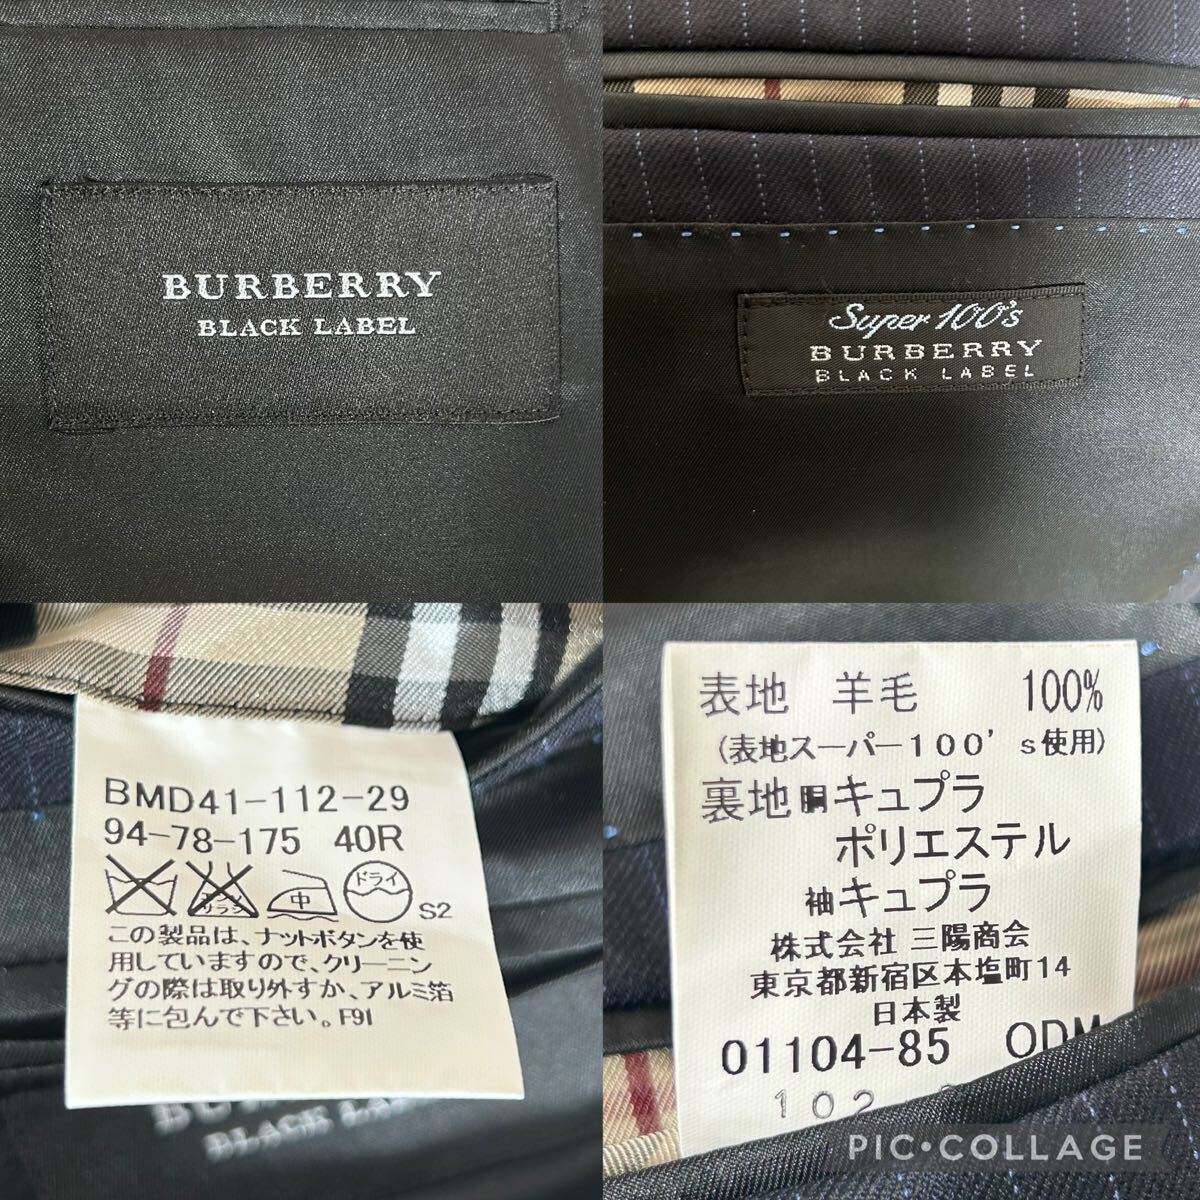 BURBERRY
BLACK LABEL
Super 100's
BURBERRY
BLACK LABEL
BMD41-112-29
94-78-175 40R
中 ドライ S2
この製品は、ナットボタンを使
用していますので、クリーニン
グの際は取り外すか、アルミ箔
等に包んで下さい。F91
BLACK
表地 羊毛 100%
(表地スーパー100's使用)
裏地 胴キュプラ
ポリエステル
袖キュプラ
株式会社 三陽商会
東京都新宿区本塩町14
日本製
01104-85 ODM
102
PIC•COLLAGE